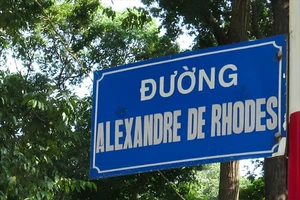 ĐƯỜNG
ALEXANDRE DE RHODES